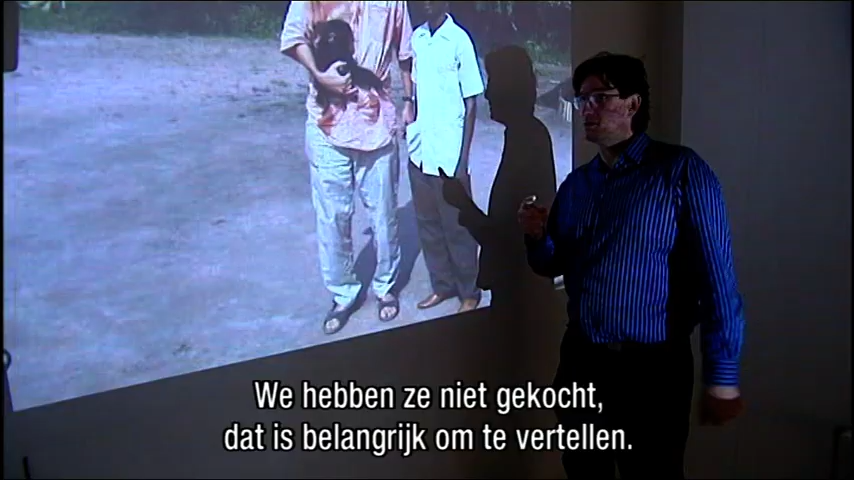 We hebben ze niet gekocht,
dat is belangrijk om te vertellen.